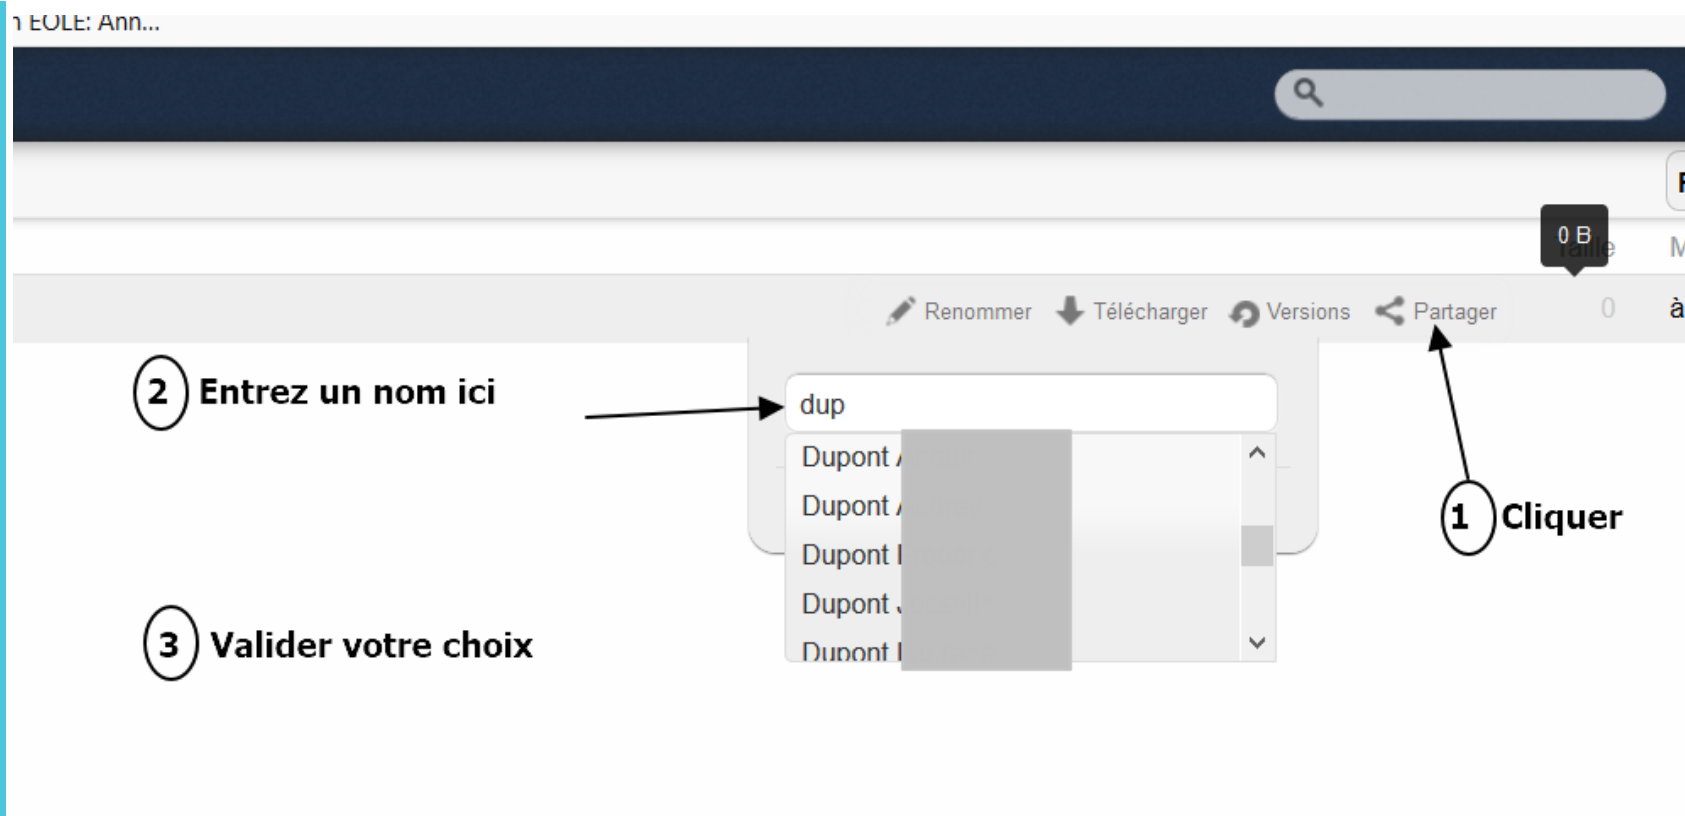 EOLE: Ann...
0 B
Renommer Télécharger Versions Partager 0 à
2 Entrez un nom ici
dup
Dupont
Dupont
Dupont
Dupont
Dupont
1 Cliquer
3 Valider votre choix